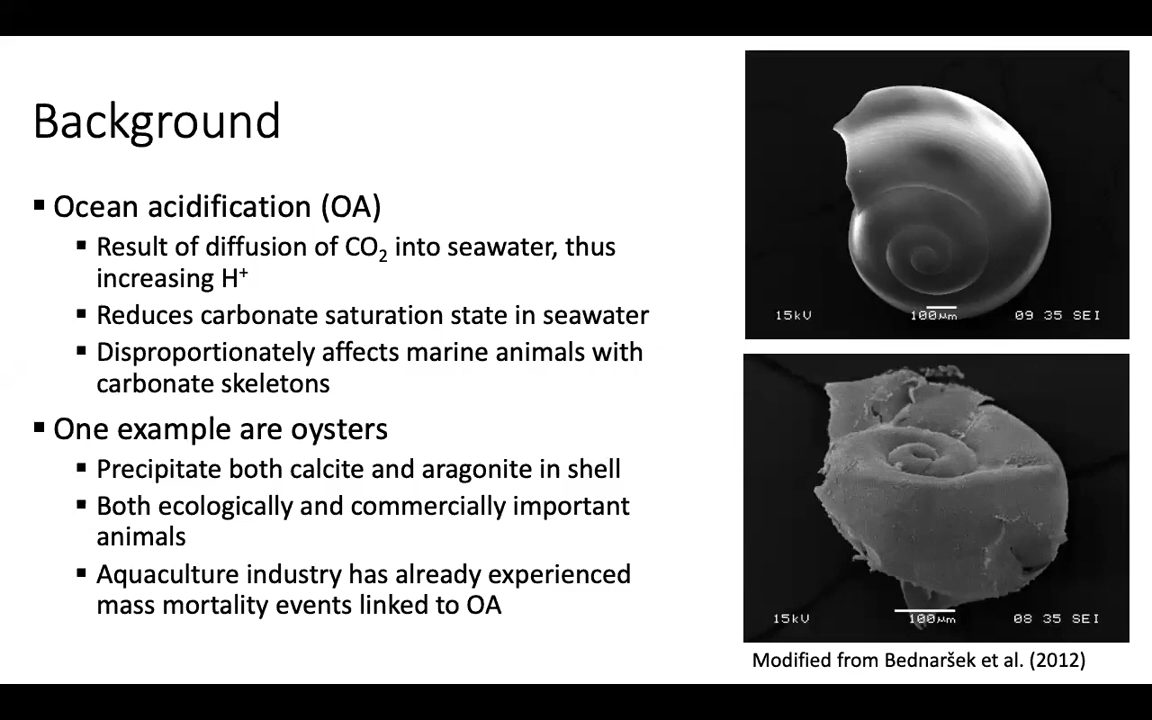 Background
▪ Ocean acidification (OA)
▪ Result of diffusion of CO₂ into seawater, thus
increasing H⁺
▪ Reduces carbonate saturation state in seawater
▪ Disproportionately affects marine animals with
carbonate skeletons
▪ One example are oysters
▪ Precipitate both calcite and aragonite in shell
▪ Both ecologically and commercially important
animals
▪ Aquaculture industry has already experienced
mass mortality events linked to OA
15kV 100μm 09 35 SEI
15kV 100μm 08 35 SEI
Modified from Bednaršek et al. (2012)